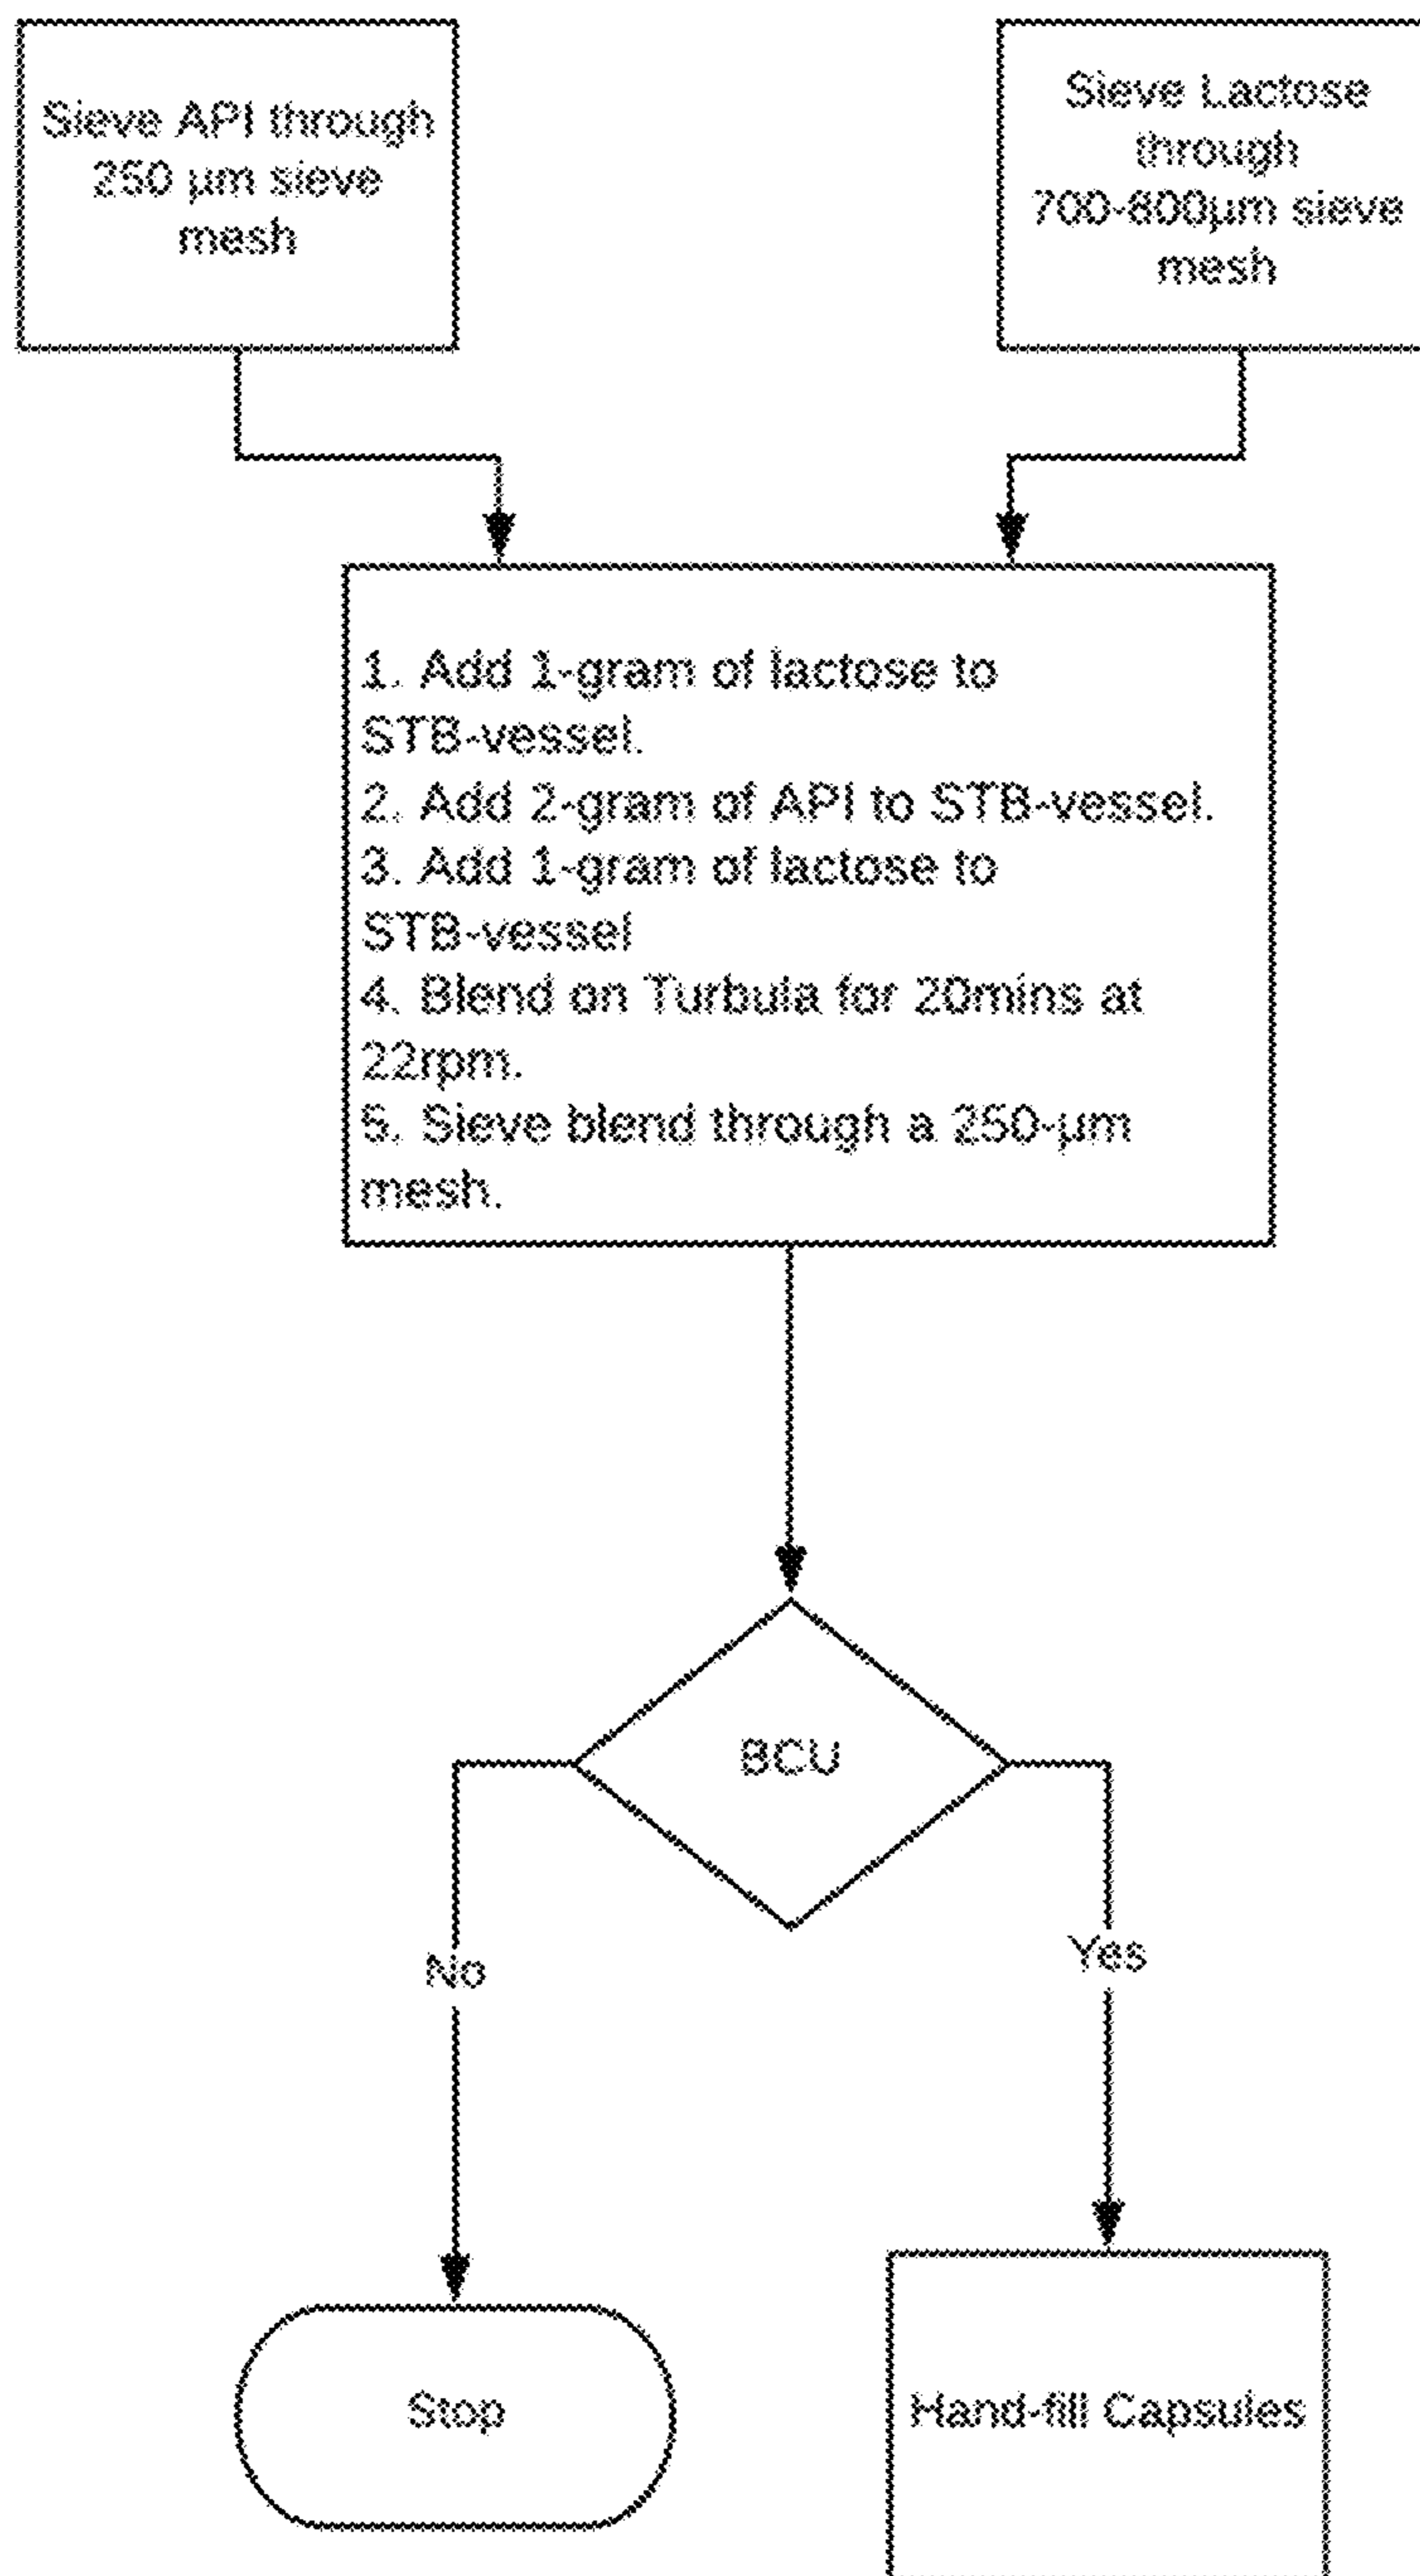 Sieve API through
250 µm sieve
mesh
Sieve Lactose
through
700-800µm sieve
mesh
1. Add 1-gram of lactose to
STB-vessel.
2. Add 2-gram of API to STB-vessel.
3. Add 1-gram of lactose to
STB-vessel
4. Blend on Turbula for 20mins at
22rpm.
5. Sieve blend through a 250-µm
mesh.
BCU
No
Yes
Stop
Hand-fill Capsules